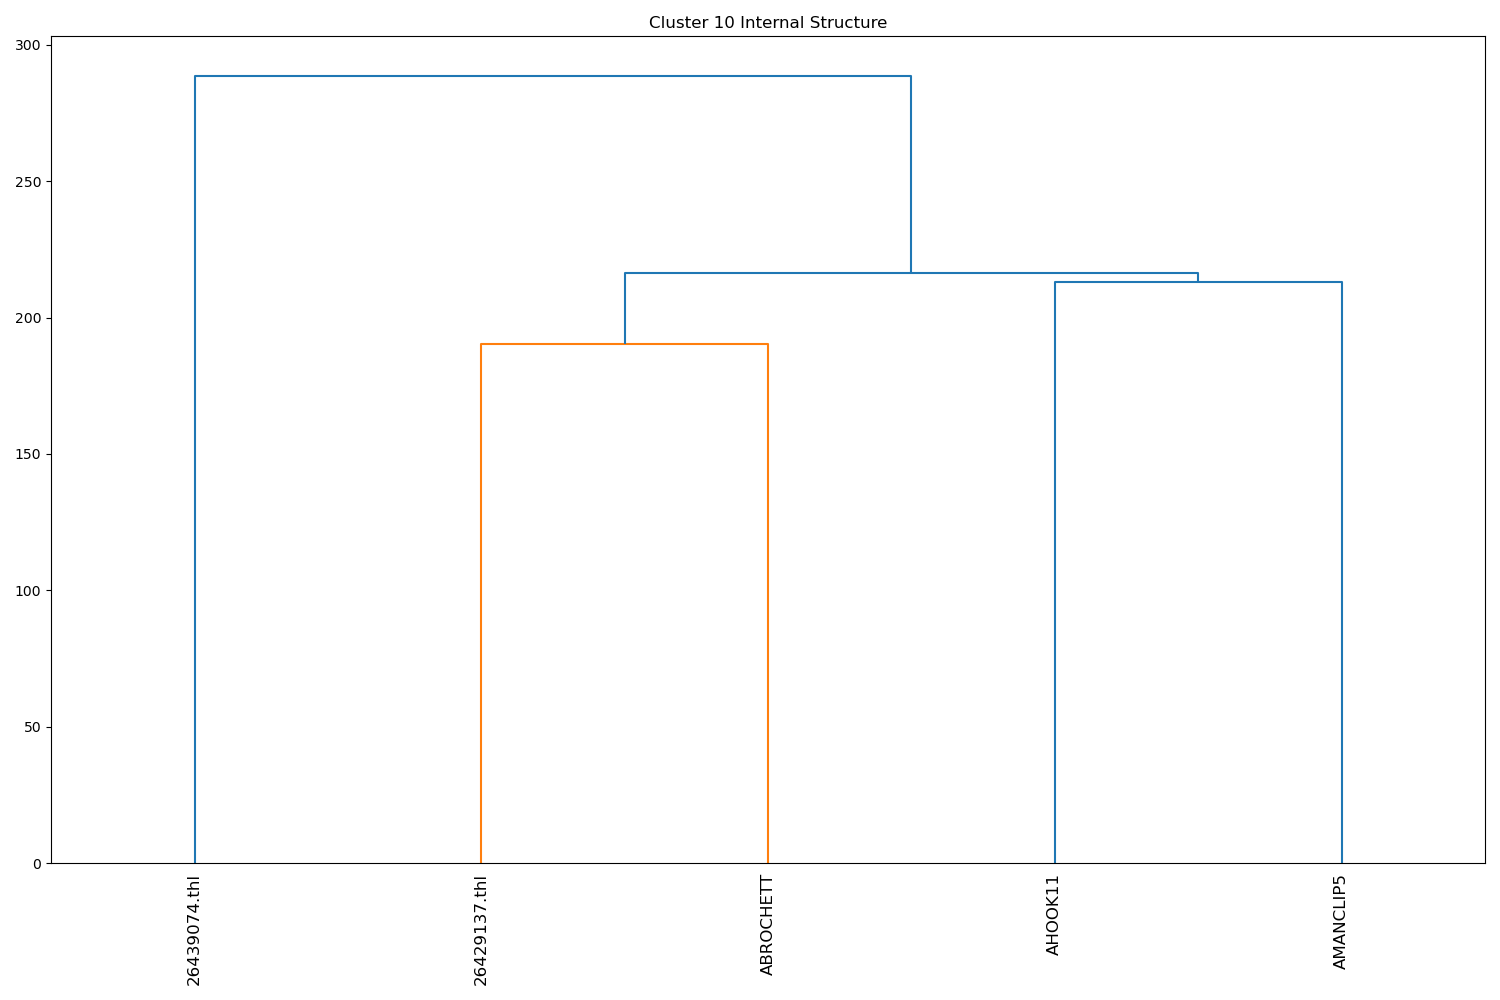 Cluster 10 Internal Structure
300
250
200
150
100
50
0
26439074.thl
26429137.thl
ABROCHETT
AHOOK11
AMANCLIP5